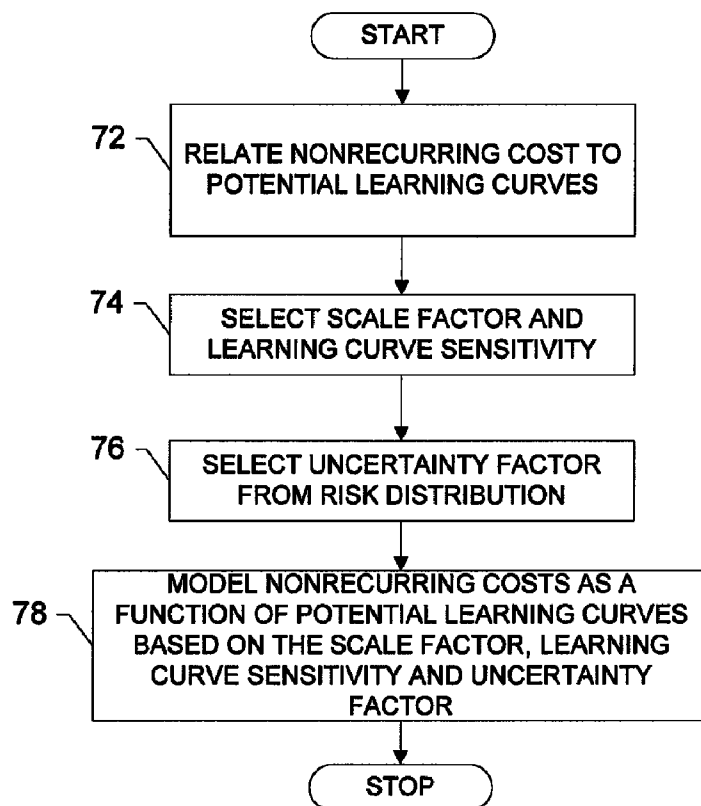 START
72
RELATE NONRECURRING COST TO
POTENTIAL LEARNING CURVES
74
SELECT SCALE FACTOR AND
LEARNING CURVE SENSITIVITY
76
SELECT UNCERTAINTY FACTOR
FROM RISK DISTRIBUTION
78
MODEL NONRECURRING COSTS AS A
FUNCTION OF POTENTIAL LEARNING CURVES
BASED ON THE SCALE FACTOR, LEARNING
CURVE SENSITIVITY AND UNCERTAINTY
FACTOR
STOP